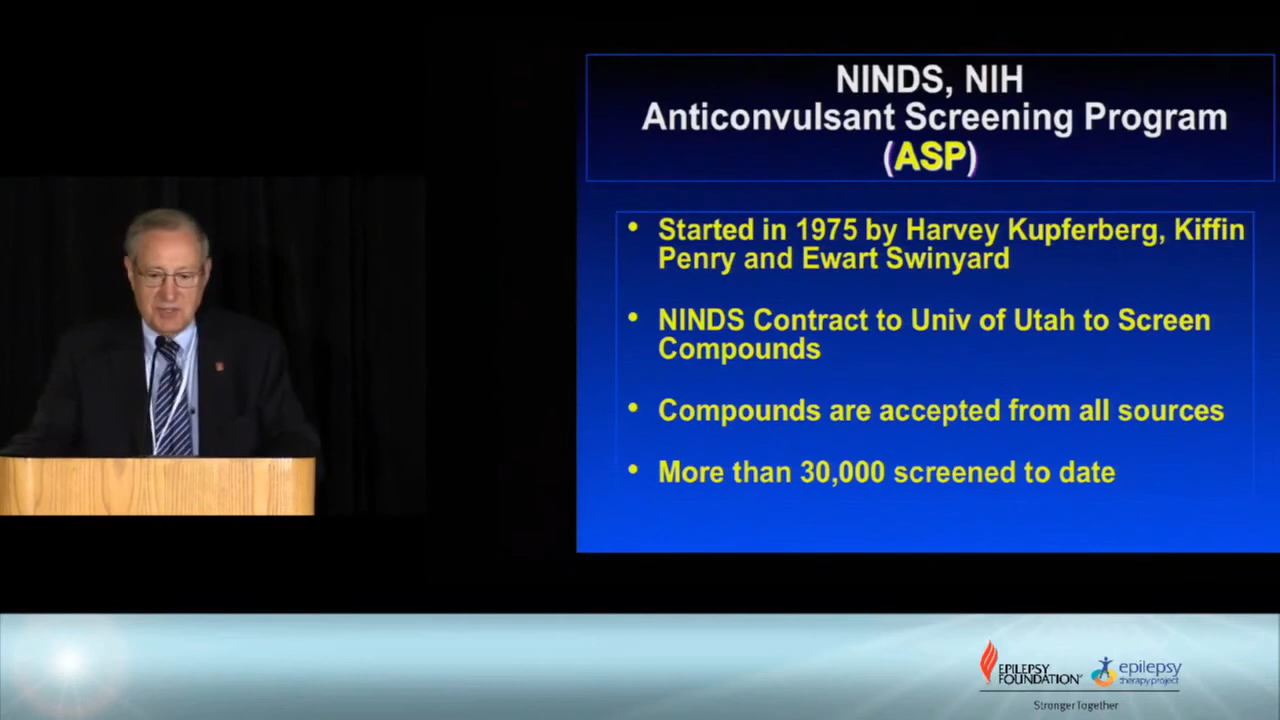 NINDS, NIH
Anticonvulsant Screening Program
(ASP)
• Started in 1975 by Harvey Kupferberg, Kiffin
Penry and Ewart Swinyard
• NINDS Contract to Univ of Utah to Screen
Compounds
• Compounds are accepted from all sources
• More than 30,000 screened to date
EPILEPSY
FOUNDATION
epilepsy
therapy project
Stronger Together